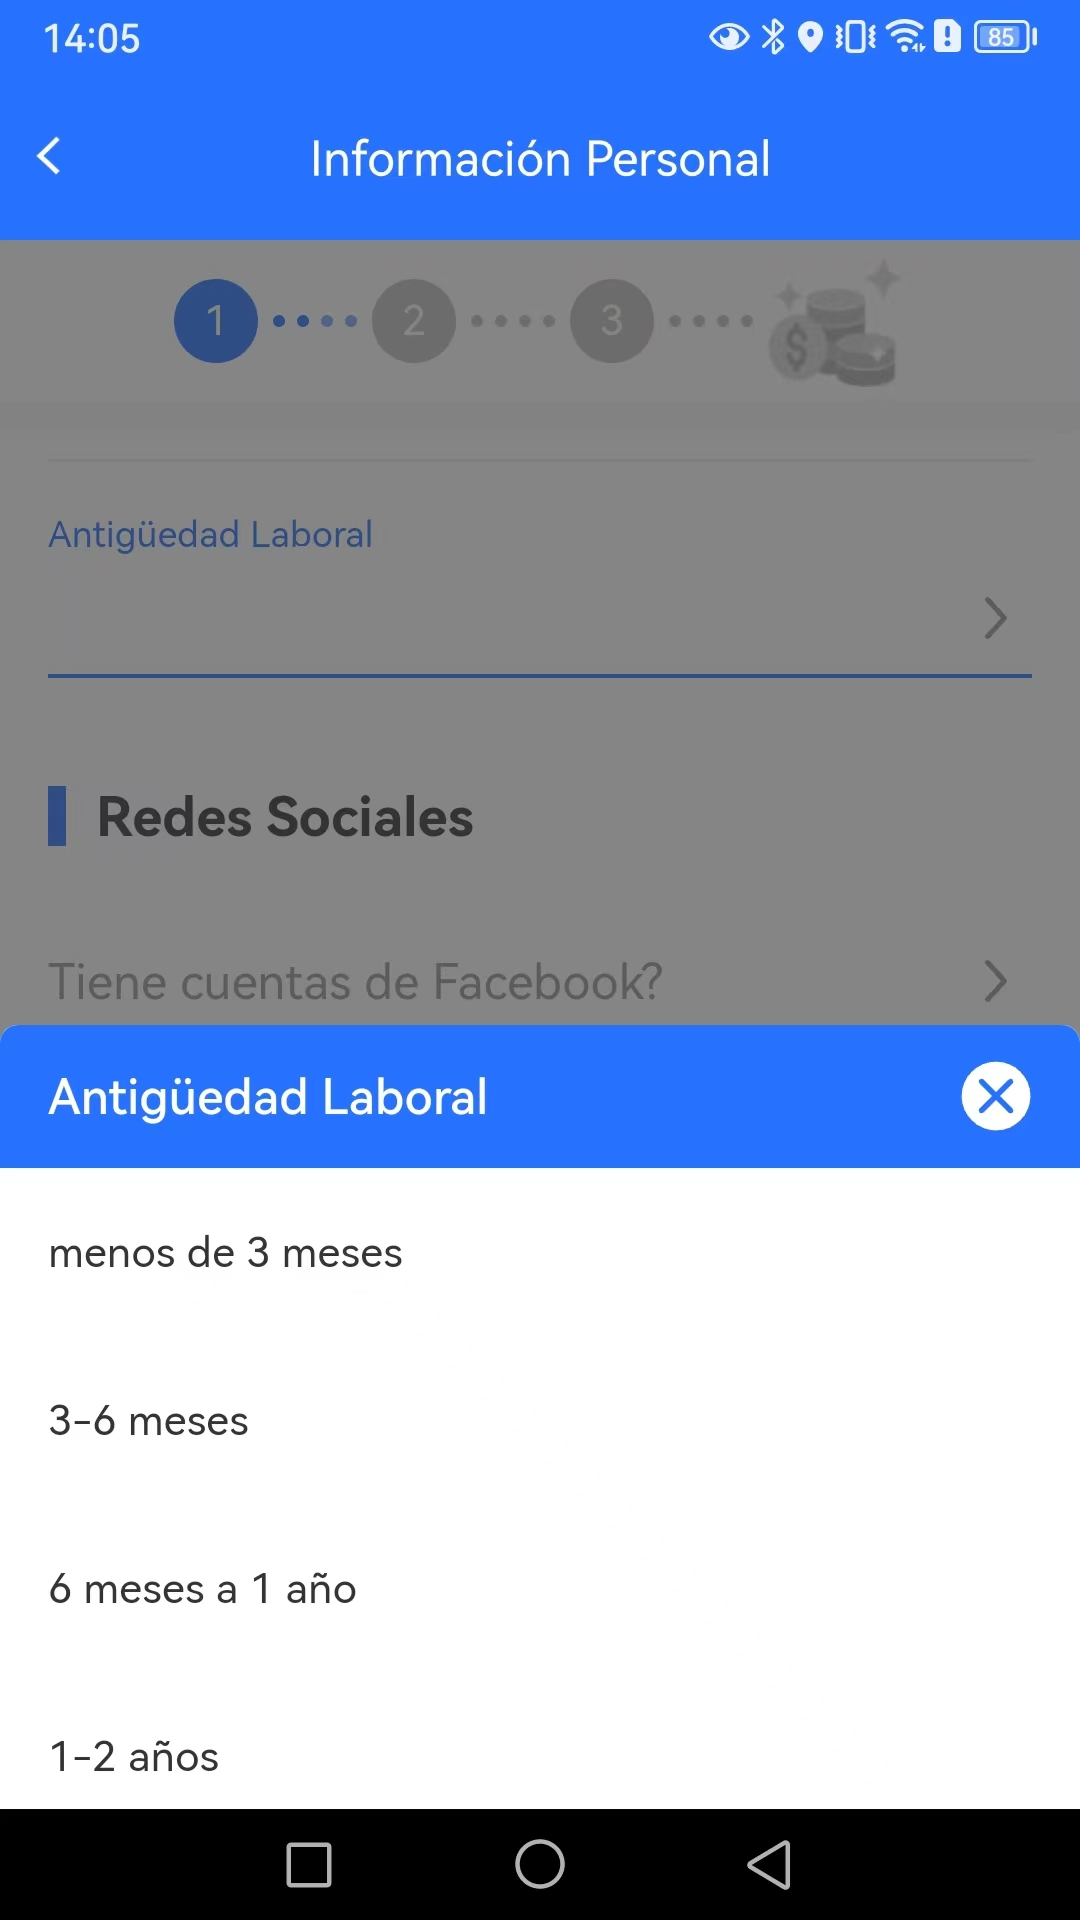 14:05
85
Información Personal
1
2
3
Antigüedad Laboral
Redes Sociales
Tiene cuentas de Facebook?
Antigüedad Laboral
menos de 3 meses
3-6 meses
6 meses a 1 año
1-2 años